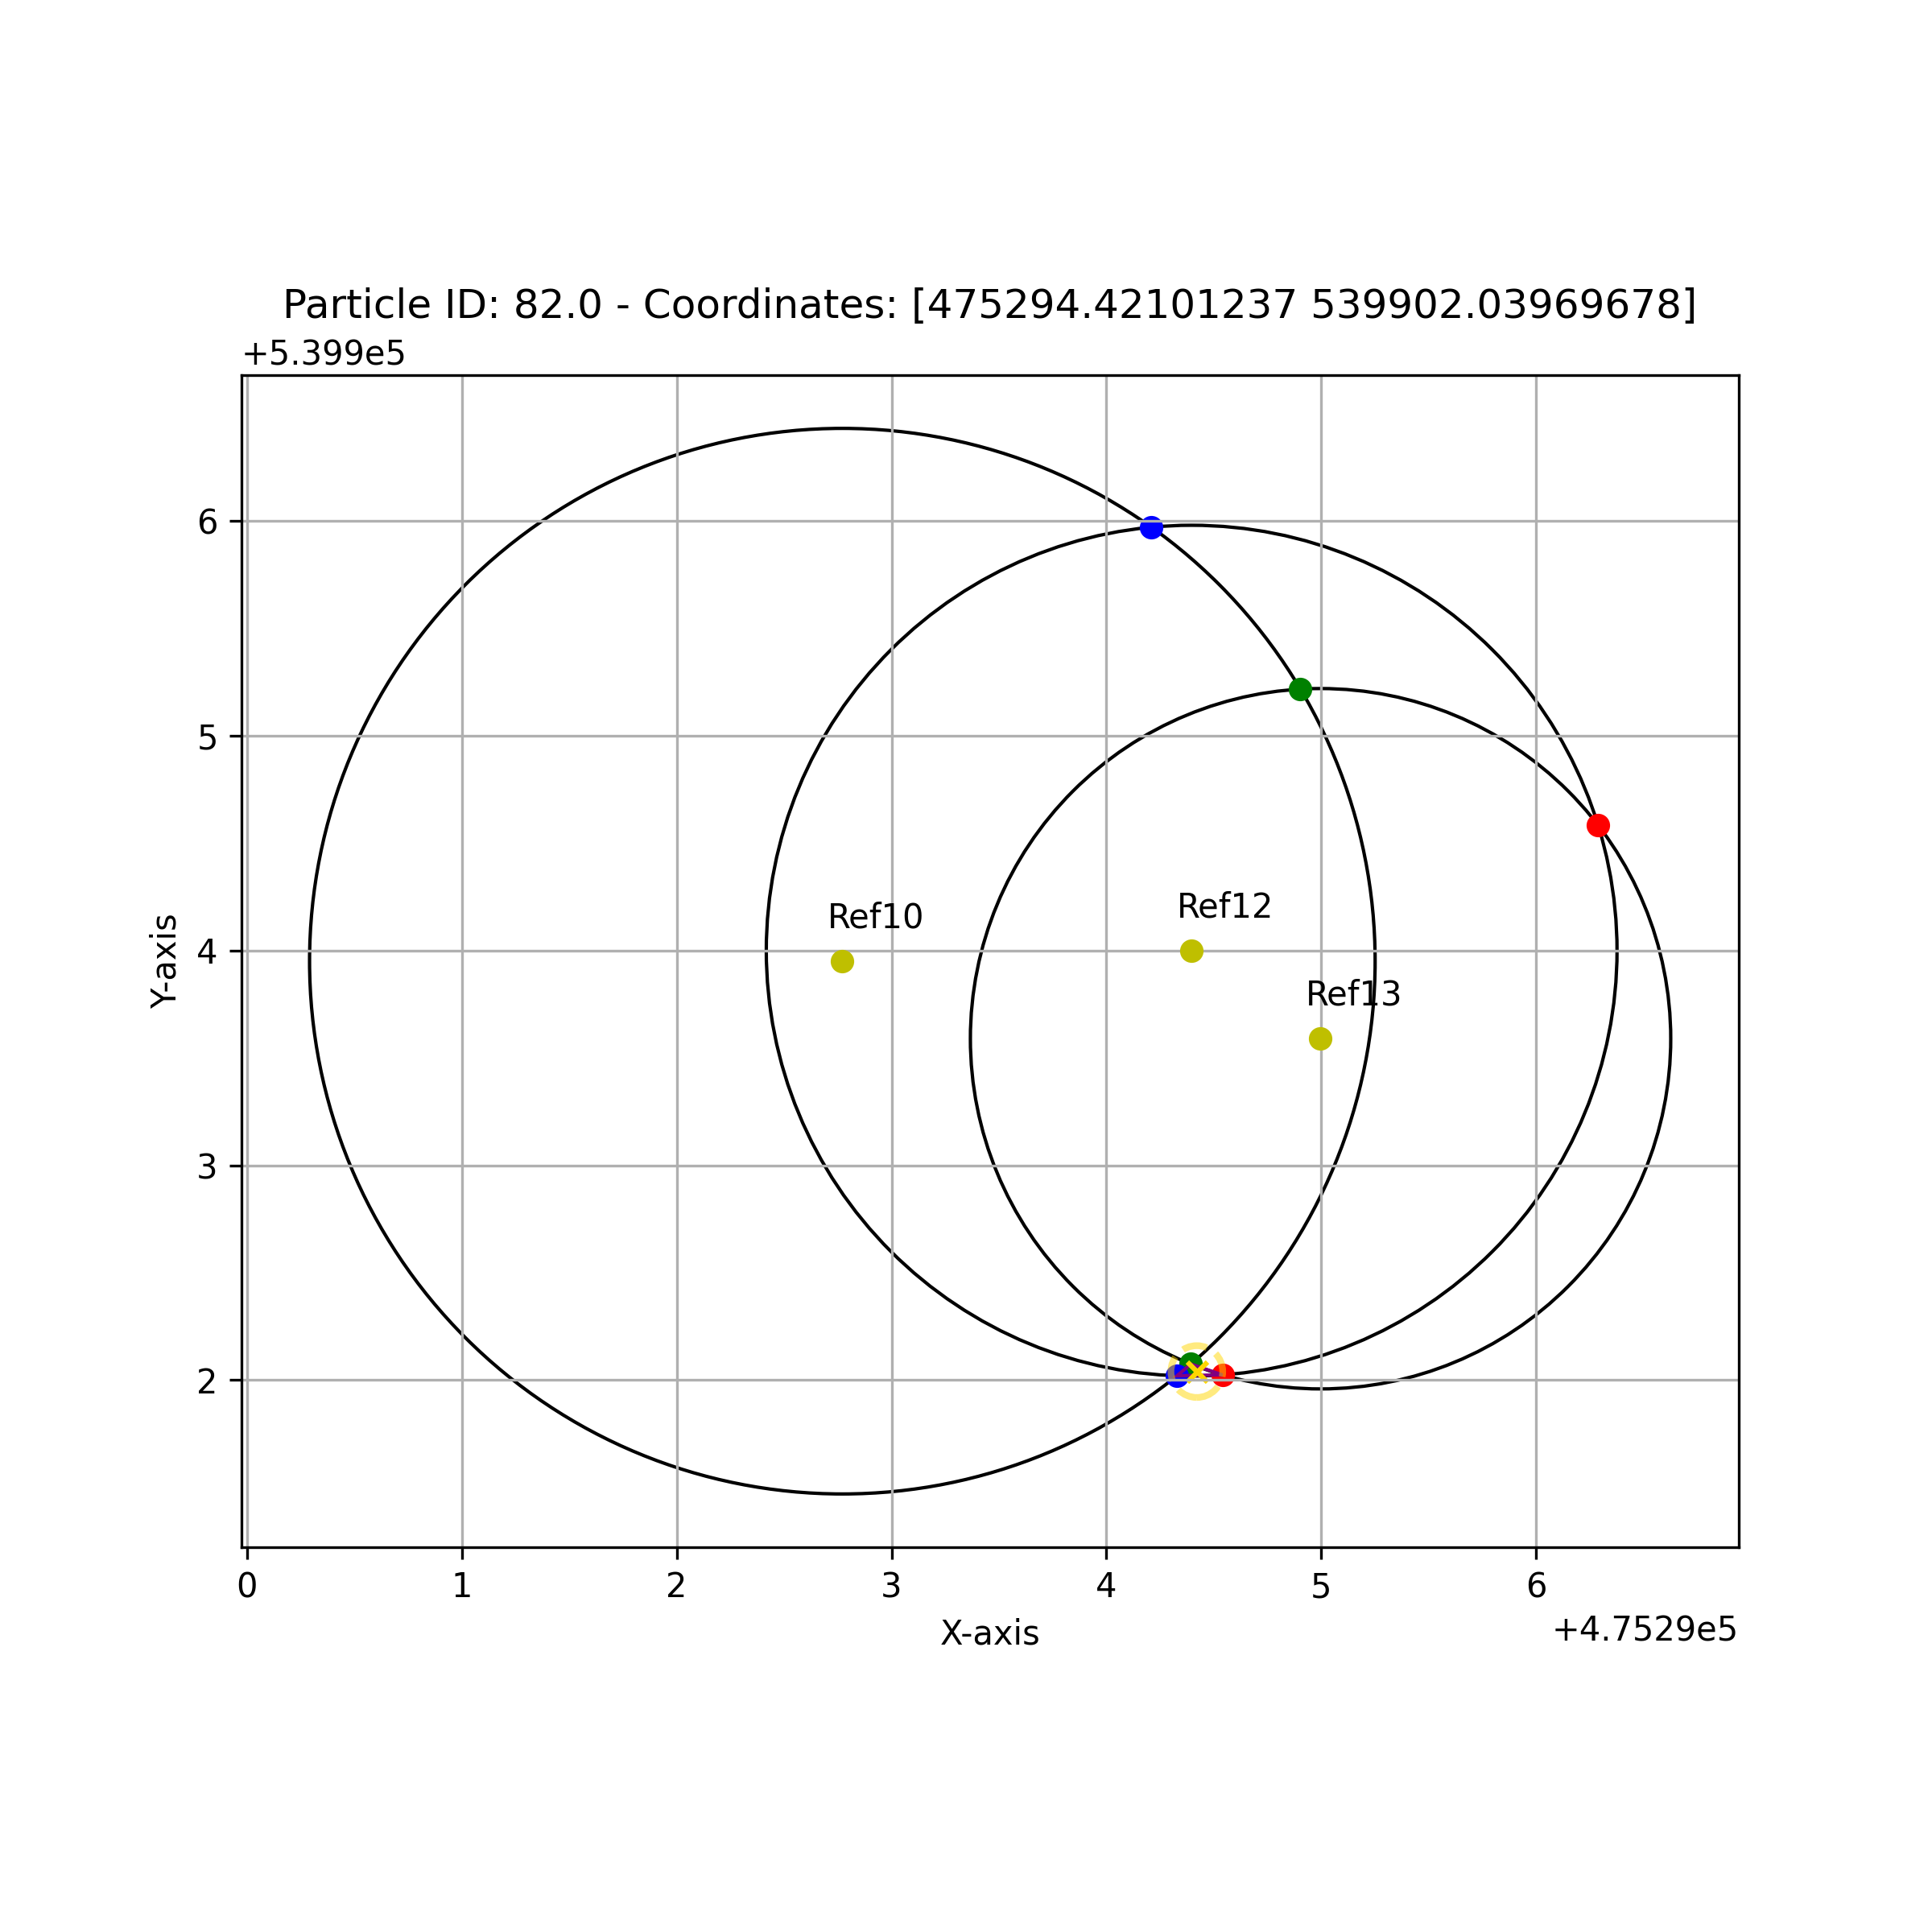 Particle ID: 82.0 - Coordinates: [475294.42101237 539902.03969678]
+5.399e5
6
5
4
3
2
Y-axis
Ref10
Ref12
Ref13
0 1 2 3 4 5 6
X-axis
+4.7529e5